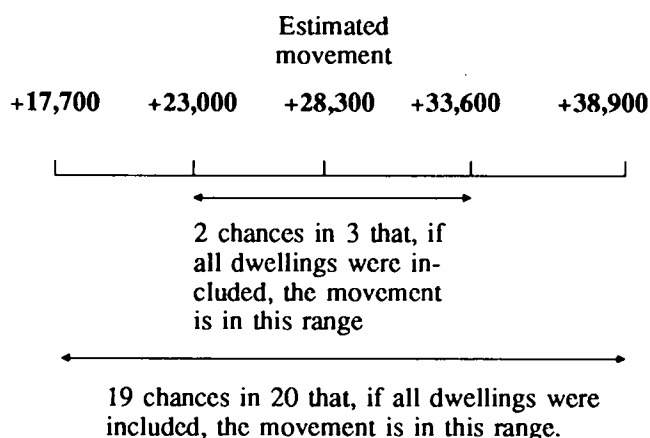 Estimated
movement
+17,700 +23,000 +28,300 +33,600 +38,900
2 chances in 3 that, if
all dwellings were in-
cluded, the movement
is in this range
19 chances in 20 that, if all dwellings were
included, the movement is in this range.